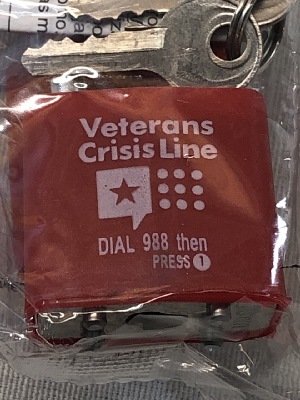 Veterans
Crisis Line
DIAL 988 then
PRESS 1